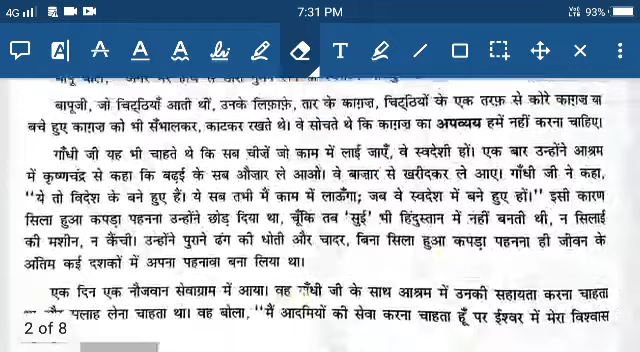 4G 7:31 PM VoLTE 93%
T
बापूजी, जो चिट्ठियाँ आती थीं, उनके लिफ़ाफ़े, तार के काग़ज़, चिट्ठियों के एक तरफ़ से कोरे काग़ज़ या
बचे हुए काग़ज़ को भी सँभालकर, काटकर रखते थे। वे सोचते थे कि काग़ज़ का अपव्यय हमें नहीं करना चाहिए।
गाँधी जी यह भी चाहते थे कि सब चीज़ें जो काम में लाई जाएँ, वे स्वदेशी हों। एक बार उन्होंने आश्रम
में कृष्णचंद्र से कहा कि बढ़ई के सब औजार ले आओ। वे बाज़ार से खरीदकर ले आए। गाँधी जी ने कहा,
"ये तो विदेश के बने हुए हैं। ये सब तभी मैं काम में लाऊँगा; जब वे स्वदेश में बने हुए हों।" इसी कारण
सिला हुआ कपड़ा पहनना उन्होंने छोड़ दिया था, चूँकि तब 'सुई' भी हिंदुस्तान में नहीं बनती थी, न सिलाई
की मशीन, न कैंची। उन्होंने पुराने ढंग की धोती और चादर, बिना सिला हुआ कपड़ा पहनना ही जीवन के
अंतिम कई दशकों में अपना पहनावा बना लिया था।
एक दिन एक नौजवान सेवाग्राम में आया। वह गाँधी जी के साथ आश्रम में उनकी सहायता करना चाहता
सलाह लेना चाहता था। वह बोला, "मैं आदमियों की सेवा करना चाहता हूँ पर ईश्वर में मेरा विश्वास
2 of 8